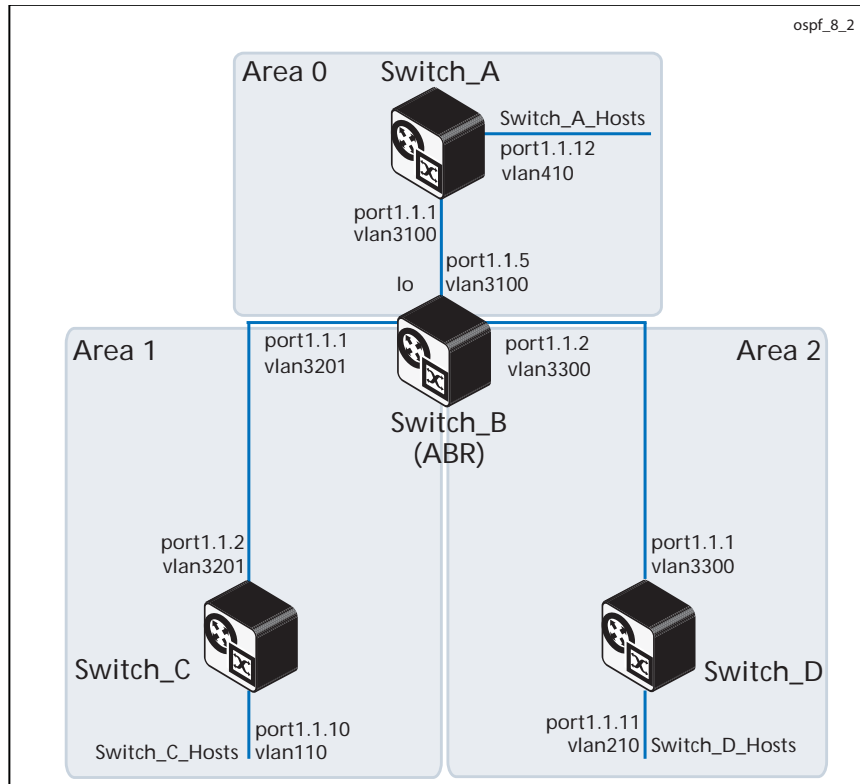 ospf_8_2
Area 0
Switch_A
Switch_A_Hosts
port1.1.12
vlan410
port1.1.1
vlan3100
port1.1.5
vlan3100
lo
Area 1
port1.1.1
vlan3201
port1.1.2
vlan3300
Area 2
Switch_B
(ABR)
port1.1.2
vlan3201
port1.1.1
vlan3300
Switch_C
Switch_D
port1.1.10
vlan110
Switch_C_Hosts
port1.1.11
vlan210
Switch_D_Hosts